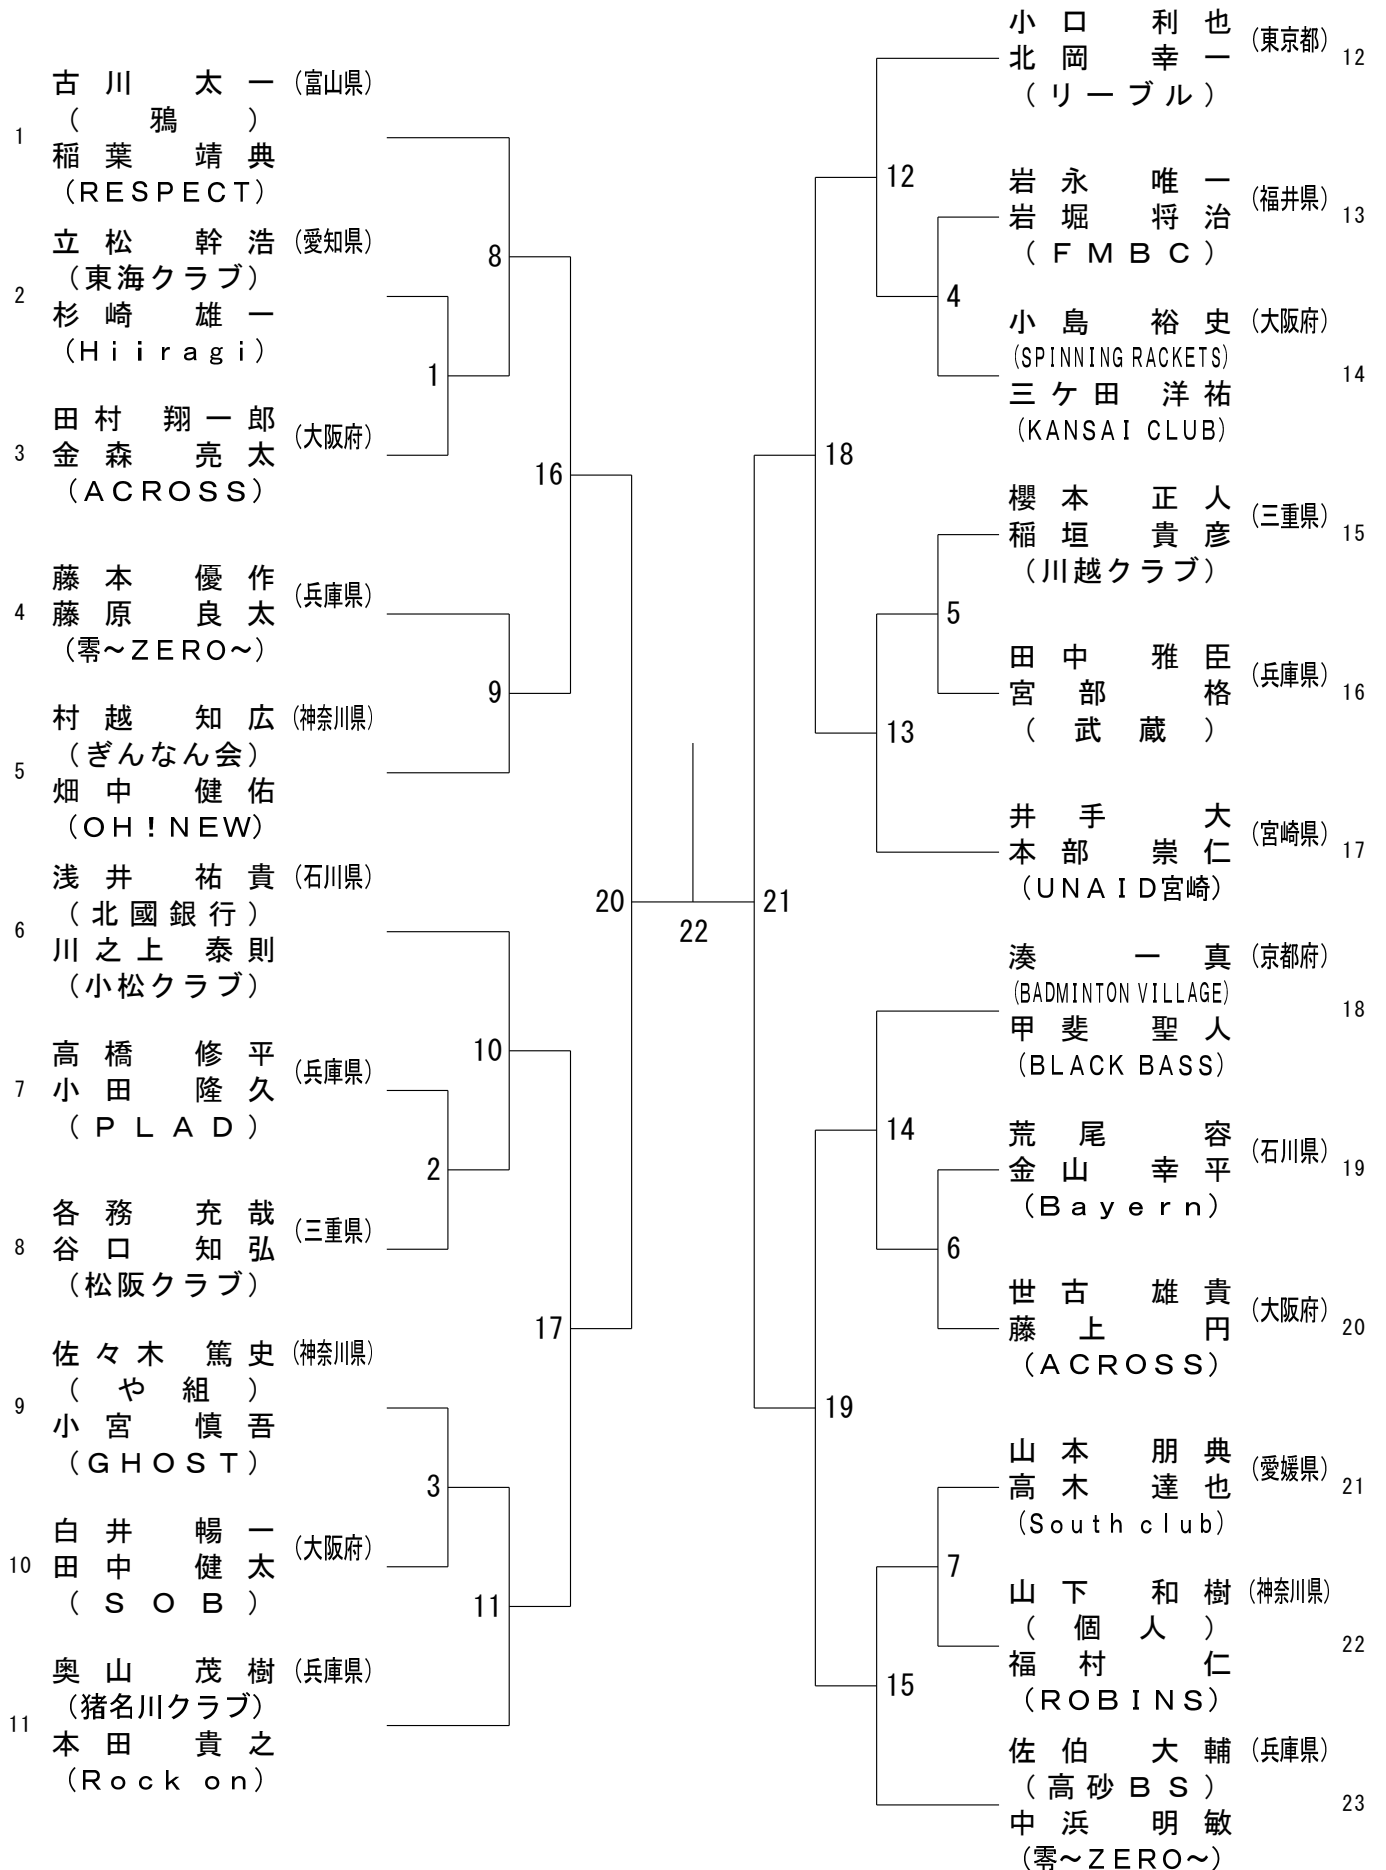 古川 太一 (富山県)
( 鴉 )
1
稲葉 靖典
(RESPECT)
立松 幹浩 (愛知県)
(東海クラブ)
2
杉崎 雄一
(Hiiragi)
田村 翔一郎
(大阪府)
3 金森 亮太
(ACROSS)
藤本 優作
(兵庫県)
4 藤原 良太
(零～ZERO～)
村越 知広 (神奈川県)
(ぎんなん会)
5
畑中 健佑
(OH!NEW)
浅井 祐貴 (石川県)
(北國銀行)
6
川之上 泰則
(小松クラブ)
高橋 修平
(兵庫県)
7 小田 隆久
(PLAD)
各務 充哉
(三重県)
8 谷口 知弘
(松阪クラブ)
佐々木 篤史 (神奈川県)
( や組 )
9
小宮 慎吾
(GHOST)
白井 暢一
(大阪府)
10 田中 健太
(SOB)
奥山 茂樹 (兵庫県)
(猪名川クラブ)
11
本田 貴之
(Rock on)
8
1
16
9
20
10
2
17
3
11
22
21
12
4
18
5
13
14
6
19
7
15
小口 利也
(東京都)
北岡 幸一 12
(リーブル)
岩永 唯一
(福井県)
岩堀 将治 13
(FMBC)
小島 裕史 (大阪府)
(SPINNING RACKETS)
14
三ケ田 洋祐
(KANSAI CLUB)
櫻本 正人
(三重県)
稲垣 貴彦 15
(川越クラブ)
田中 雅臣
(兵庫県)
宮部 格 16
(武蔵)
井手 大
(宮崎県)
本部 崇仁 17
(UNAID宮崎)
湊 一真 (京都府)
(BADMINTON VILLAGE)
18
甲斐 聖人
(BLACK BASS)
荒尾 容
(石川県)
金山 幸平 19
(Bayern)
世古 雄貴
(大阪府)
藤上 円 20
(ACROSS)
山本 朋典
(愛媛県)
高木 達也 21
(South club)
山下 和樹 (神奈川県)
(個人)
22
福村 仁
(ROBINS)
佐伯 大輔 (兵庫県)
(高砂BS)
23
中浜 明敏
(零～ZERO～)